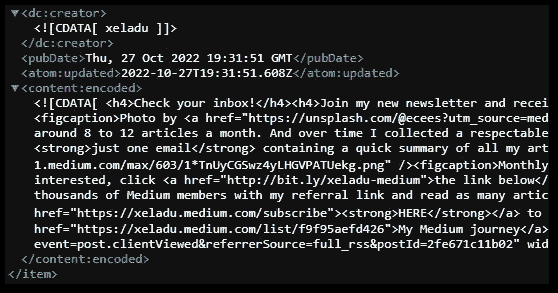 ▼<dc:creator>
<![CDATA[ xeladu ]]>
</dc:creator>
<pubDate>Thu, 27 Oct 2022 19:31:51 GMT</pubDate>
<atom:updated>2022-10-27T19:31:51.608Z</atom:updated>
▼<content:encoded>
<![CDATA[ <h4>Check your inbox!</h4><h4>Join my new newsletter and recei
<figcaption>Photo by <a href="https://unsplash.com/@ecees?utm_source=med
around 8 to 12 articles a month. And over time I collected a respectable
<strong>just one email</strong> containing a quick summary of all my art
1.medium.com/max/603/1*TnUyCGSwz4yLHGVPATUekg.png" /><figcaption>Monthly
interested, click <a href="http://bit.ly/xeladu-medium">the link below</
thousands of Medium members with my referral link and read as many artic
href="https://xeladu.medium.com/subscribe"><strong>HERE</strong></a> to
href="https://xeladu.medium.com/list/f9f95aefd426">My Medium journey</a>
event=post.clientViewed&referrerSource=full_rss&postId=2fe671c11b02" wid
</content:encoded>
</item>